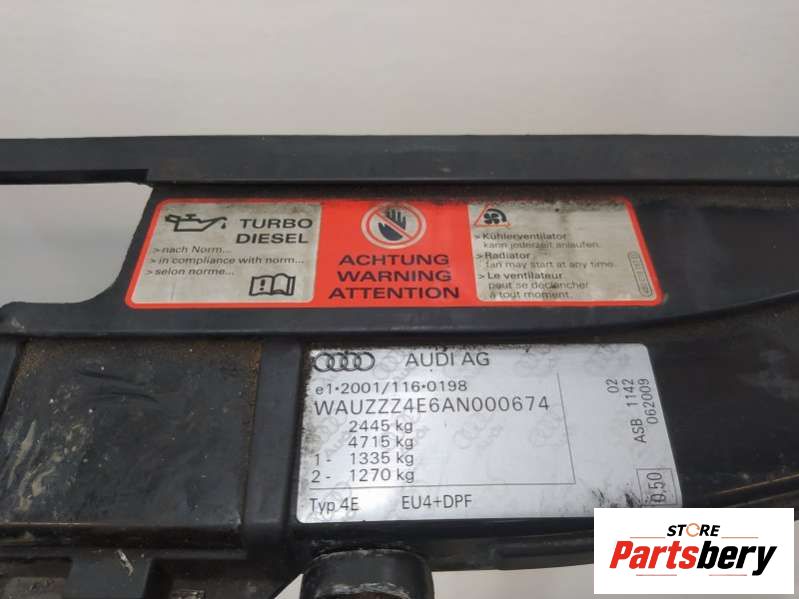 TURBO
DIESEL
> nach Norm...
> in compliance with norm...
> selon norme...
ACHTUNG
WARNING
ATTENTION
> Kühlerventilator
kann jederzeit anlaufen.
> Radiator
fan may start at any time.
> Le ventilateur
peut se déclencher
à tout moment.
AUDI AG
e1*2001/116*0198
WAUZZZ4E6AN000674
2445 kg
4715 kg
1 - 1335 kg
2 - 1270 kg
Typ 4E EU4+DPF
02
ASB 1142
062009
0.50
STORE
Partsbery